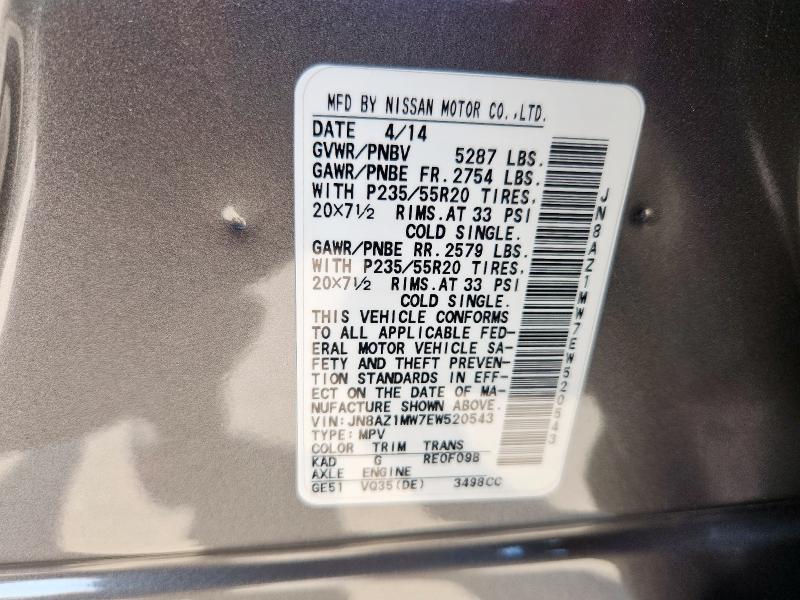 MFD BY NISSAN MOTOR CO.,LTD.
DATE 4/14
GVWR/PNBV 5287 LBS.
GAWR/PNBE FR. 2754 LBS.
WITH P235/55R20 TIRES,
20×7½ RIMS.AT 33 PSI
COLD SINGLE.
GAWR/PNBE RR. 2579 LBS.
WITH P235/55R20 TIRES,
20×7½ RIMS.AT 33 PSI
COLD SINGLE.
THIS VEHICLE CONFORMS
TO ALL APPLICABLE FED-
ERAL MOTOR VEHICLE SA-
FETY AND THEFT PREVEN-
TION STANDARDS IN EFF-
ECT ON THE DATE OF MA-
NUFACTURE SHOWN ABOVE.
VIN:JN8AZ1MW7EW520543
TYPE: MPV
COLOR TRIM TRANS
KAD G RE0F09B
AXLE ENGINE
GE51 VQ35(DE) 3498CC
JN8AZ1MW7EW520543